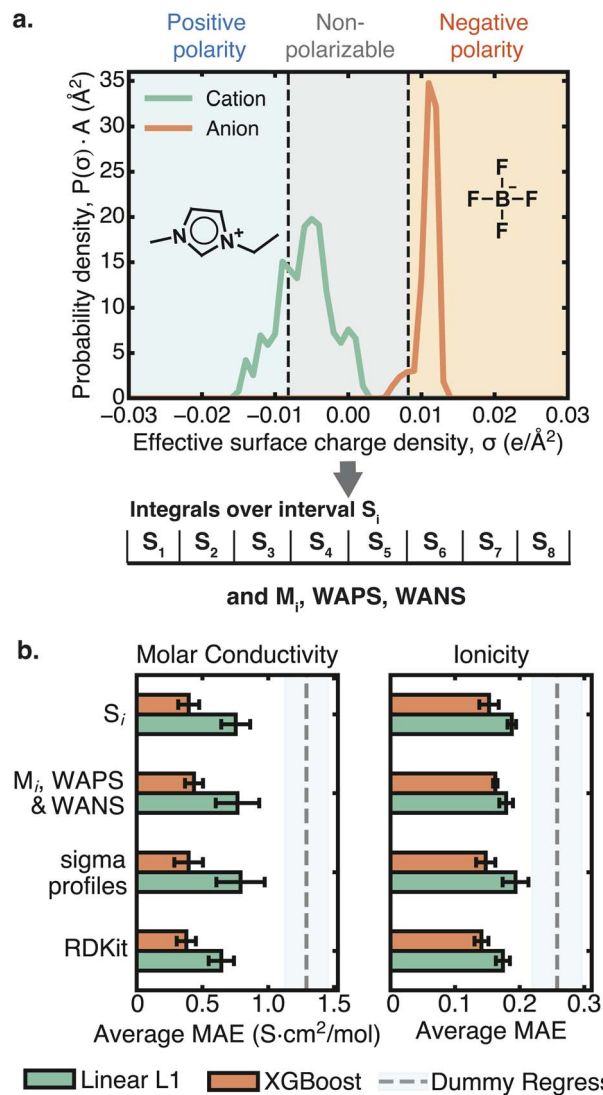 a.
Positive polarity
Non-polarizable
Negative polarity
Probability density, P(σ)· A (Å²)
35
30
25
20
15
10
5
0
Cation
Anion
N
N+
F
F–B–F
−
F
−0.03 −0.02 −0.01 0.00 0.01 0.02 0.03
Effective surface charge density, σ (e/Å²)
Integrals over interval Sᵢ
S₁ S₂ S₃ S₄ S₅ S₆ S₇ S₈
and Mᵢ, WAPS, WANS
b.
Molar Conductivity
Ionicity
Sᵢ
Mᵢ, WAPS
& WANS
sigma
profiles
RDKit
0 0.5 1.0 1.5
0 0.1 0.2 0.3
Average MAE (S·cm²/mol)
Average MAE
Linear L1 XGBoost Dummy Regres